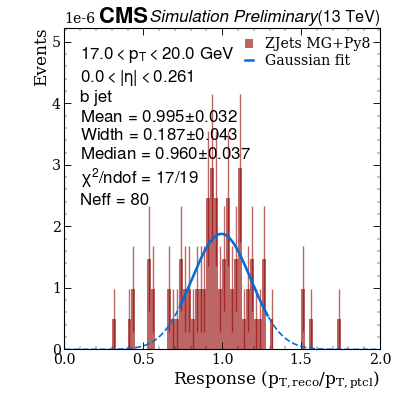 1e-6 CMS Simulation Preliminary (13 TeV)
Events
17.0 < p_T < 20.0 GeV
0.0 < |η| < 0.261
b jet
Mean = 0.995±0.032
Width = 0.187±0.043
Median = 0.960±0.037
χ²/ndof = 17/19
Neff = 80
ZJets MG+Py8
Gaussian fit
5
4
3
2
1
0
0.0 0.5 1.0 1.5 2.0
Response (p_T,reco/p_T,ptcl)